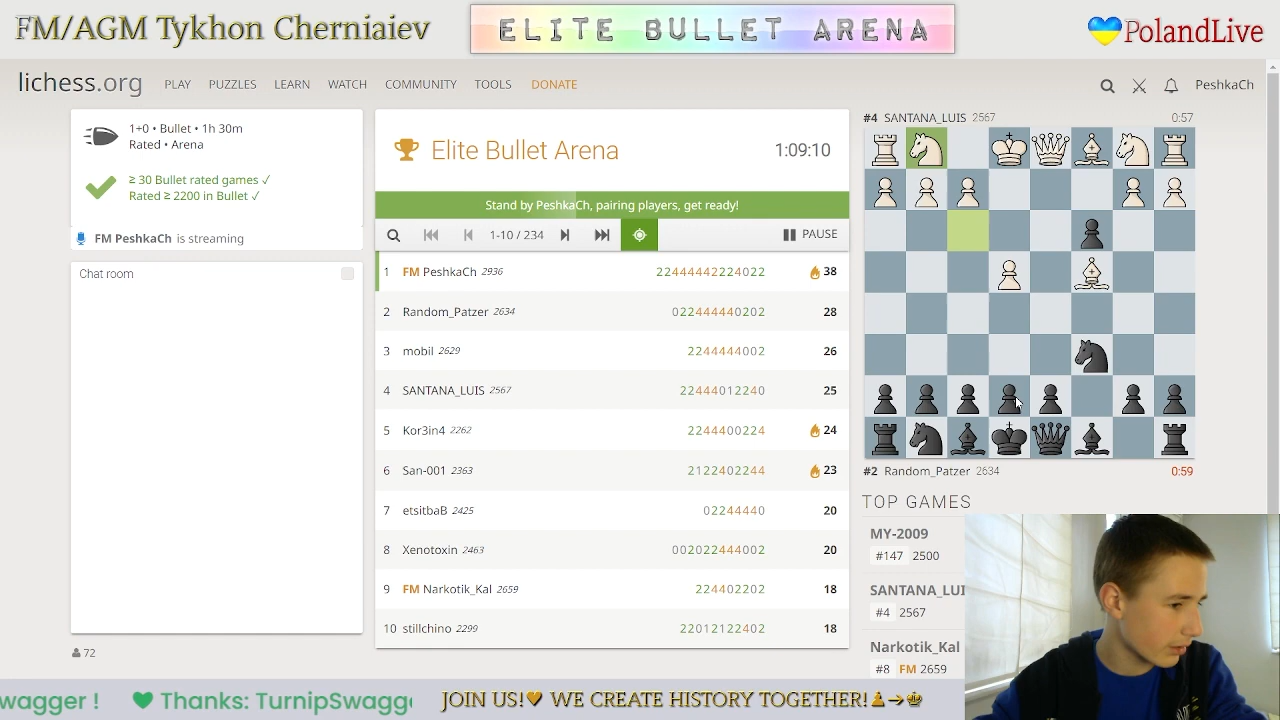 FM/AGM Tykhon Cherniaiev
ELITE BULLET ARENA
PolandLive
lichess.org
PLAY
PUZZLES
LEARN
WATCH
COMMUNITY
TOOLS
DONATE
PeshkaCh
1+0 • Bullet • 1h 30m
Rated • Arena
≥ 30 Bullet rated games ✓
Rated ≥ 2200 in Bullet ✓
FM PeshkaCh is streaming
Chat room
72
Elite Bullet Arena
1:09:10
Stand by PeshkaCh, pairing players, get ready!
1-10 / 234
PAUSE
1 FM PeshkaCh 2936 22444442224022 38
2 Random_Patzer 2634 022444440202 28
3 mobil 2629 2244444002 26
4 SANTANA_LUIS 2567 22444012240 25
5 Kor3in4 2262 2244400224 24
6 San-001 2363 21222402244 23
7 etsitbaB 2425 02244440 20
8 Xenotoxin 2463 002022444002 20
9 FM Narkotik_Kal 2659 224402202 18
10 stillchino 2299 22012122402 18
#4 SANTANA_LUIS 2567 0:57
#2 Random_Patzer 2634 0:59
TOP GAMES
MY-2009
#147 2500
SANTANA_LUI
#4 2567
Narkotik_Kal
#8 FM 2659
swagger ! Thanks: TurnipSwagg
JOIN US! WE CREATE HISTORY TOGETHER!